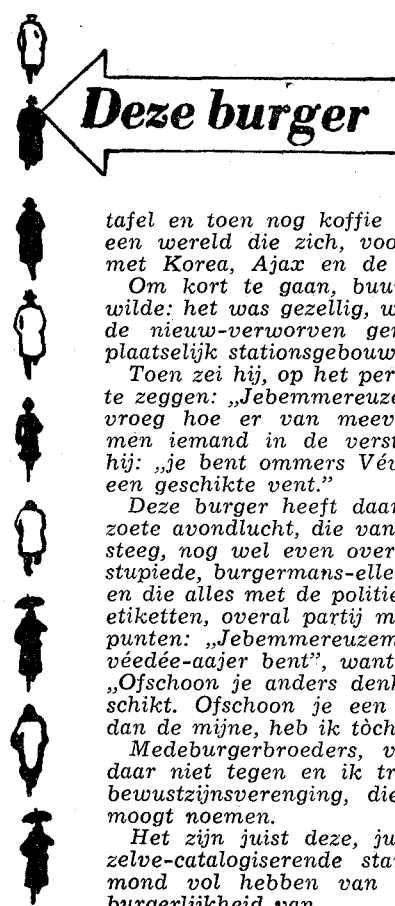 Deze burger
tafel en toen nog koffie
een wereld die zich, voo
met Korea, Ajax en de
Om kort te gaan, buu
wilde: het was gezellig, w
de nieuw-verworven ge
plaatselijk stationsgebouw
Toen zei hij, op het per
te zeggen: „Jebemmereuze
vroeg hoe er van meev
men iemand in de verst
hij: „je bent ommers Véé
een geschikte vent.”
Deze burger heeft daar
zoete avondlucht, die van
steeg, nog wel even over
stupiede, burgermans-elle
en die alles met de politie
etiketten, overal partij m
punten: „Jebemmereuzem
véedée-aajer bent”, want
„Ofschoon je anders denk
schikt. Ofschoon je een
dan de mijne, heb ik tòch
Medeburgerbroeders, v
daar niet tegen en ik tr
bewustzijnsverenging, die
moogt noemen.
Het zijn juist deze, ju
zelve-catalogiserende sta
mond vol hebben van
burgerlijkheid van